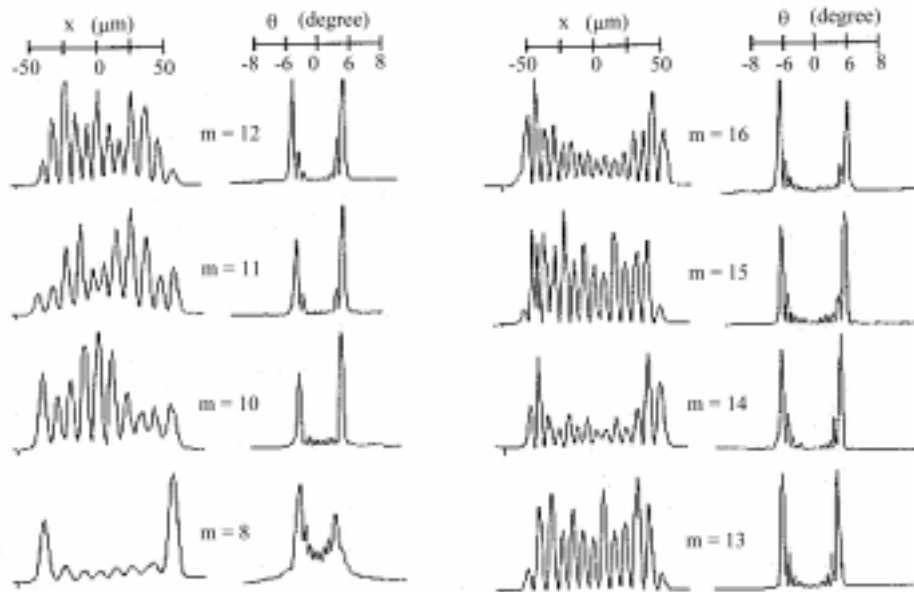 x (μm)
-50 0 50
θ (degree)
-8 -6 0 6 8
x (μm)
-50 0 50
θ (degree)
-8 -6 0 6 8
m = 12
m = 11
m = 10
m = 8
m = 16
m = 15
m = 14
m = 13